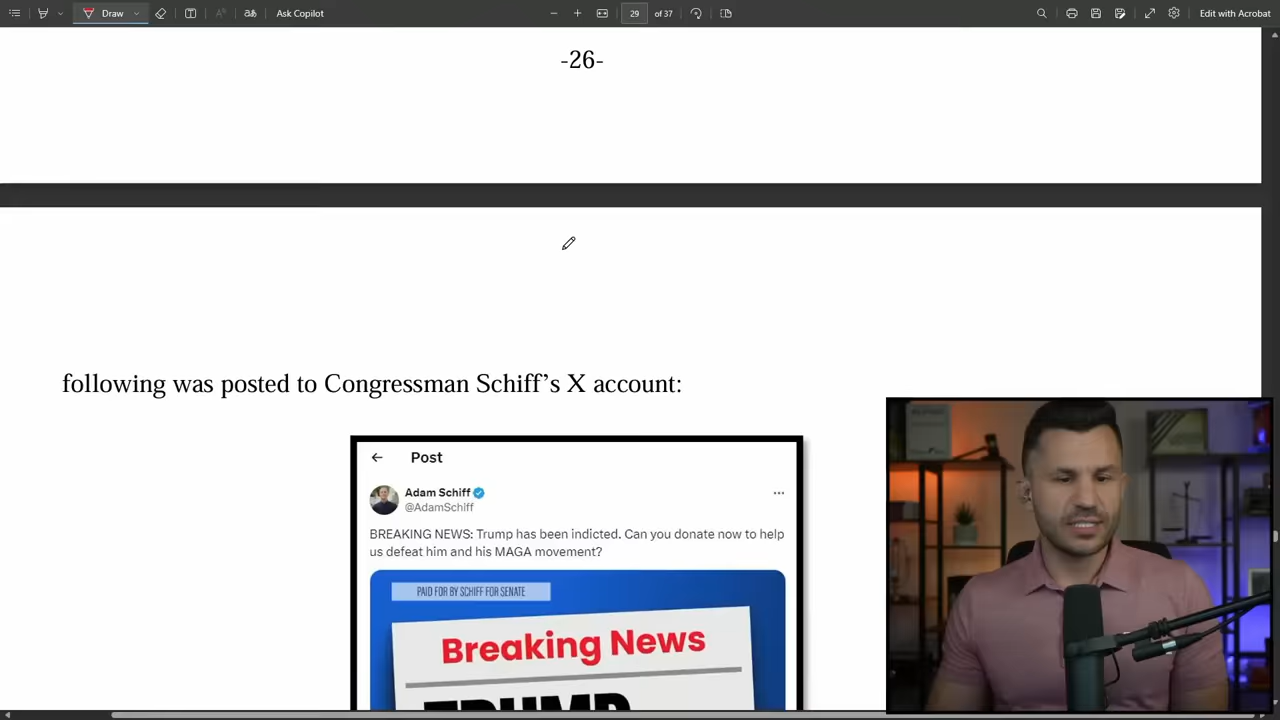 Draw
Ask Copilot
29 of 37
Edit with Acrobat
-26-
following was posted to Congressman Schiff’s X account:
Post
Adam Schiff
@AdamSchiff
BREAKING NEWS: Trump has been indicted. Can you donate now to help
us defeat him and his MAGA movement?
PAID FOR BY SCHIFF FOR SENATE
Breaking News
TRUMP